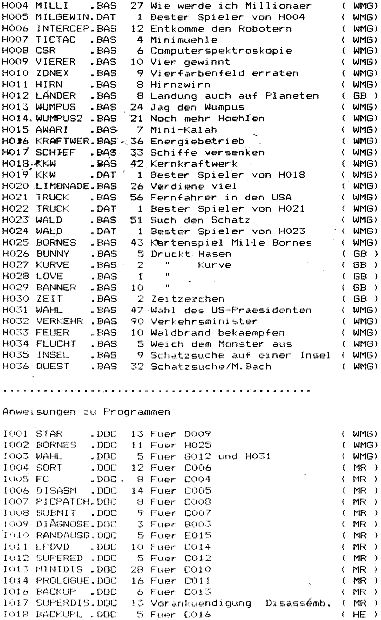 H004 MILLI .BAS 27 Wie werde ich Millionaer ( WMG)
H005 MILGEWIN.DAT 1 Bester Spieler von H004 ( WMG)
H006 INTERCEP.BAS 12 Entkomme den Robotern ( WMG)
H007 TICTAC .BAS 4 Minimuehle ( WMG)
H008 CSR .BAS 6 Computerspektroskopie ( WMG)
H009 VIERER .BAS 10 Vier gewinnt ( WMG)
H010 ZONEX .BAS 9 Vierfarbenfeld erraten ( WMG)
H011 HIRN .BAS 8 Hirnzwirn ( WMG)
H012 LANDER .BAS 8 Landung auch auf Planeten ( GB )
H013 WUMPUS .BAS 24 Jag den Wumpus ( WMG)
H014 WUMPUS2 .BAS 21 Noch mehr Hoehlen ( WMG)
H015 AWARI .BAS 7 Mini-Kalah ( WMG)
H016 KRAFTWER.BAS 36 Energiebetrieb ( WMG)
H017 SCHIFF .BAS 33 Schiffe versenken ( WMG)
H018 KKW .BAS 42 Kernkraftwerk ( WMG)
H019 KKW .DAT 1 Bester Spieler von H018 ( WMG)
H020 LIMONADE.BAS 26 Verdiene viel ( WMG)
H021 TRUCK .BAS 56 Fernfahrer in den USA ( WMG)
H022 TRUCK .DAT 1 Bester Spieler von H021 ( WMG)
H023 WALD .BAS 51 Such den Schatz ( WMG)
H024 WALD .DAT 1 Bester Spieler von H023 ( WMG)
H025 BORNES .BAS 43 Kartenspiel Mille Bornes ( WMG)
H026 BUNNY .BAS 5 Druckt Hasen ( GB )
H027 KURVE .BAS 2 " Kurve ( GB )
H028 LOVE .BAS 1 " ( GB )
H029 BANNER .BAS 10 " ( GB )
H030 ZEIT .BAS 2 Zeitzeichen ( GB )
H031 WAHL .BAS 47 Wahl des US-Praesidenten ( WMG)
H032 VERKEHR .BAS 90 Verkehrsminister ( WMG)
H033 FEUER .BAS 10 Waldbrand bekaempfen ( WMG)
H034 FLUCHT .BAS 5 Weich dem Monster aus ( WMG)
H035 INSEL .BAS 9 Schatzsuche auf einer Insel ( WMG)
H036 QUEST .BAS 32 Schatzsuche/M.Bach ( WMG)
Anweisungen zu Programmen
I001 STAR .DOC 13 Fuer D009 ( WMG)
I002 BORNES .DOC 11 Fuer H025 ( WMG)
I003 WAHL .DOC 5 Fuer B012 und H031 ( WMG)
I004 SORT .DOC 12 Fuer C006 ( MR )
I005 FC .DOC 8 Fuer C004 ( MR )
I006 DISASM .DOC 14 Fuer C005 ( MR )
I007 PICPATCH.DOC 8 Fuer C008 ( MR )
I008 SUBMIT .DOC 9 Fuer C007 ( MR )
I009 DIAGNOSE.DOC 3 Fuer B003 ( MR )
I010 RANDAUSG.DOC 5 Fuer E015 ( MR )
I011 LFDVD .DOC 10 Fuer C014 ( MR )
I012 SUPERED .DOC 5 Fuer C012 ( MR )
I013 MINIDIS .DOC 28 Fuer C010 ( MR )
I014 PROLOGUE.DOC 16 Fuer C011 ( MR )
I016 BACKUP .DOC 6 Fuer C013 ( MR )
I017 SUPERDIS.DOC 13 Vorankuendigung Disassemb. ( MR )
I018 BACKUPL .DOC 5 Fuer C016 ( HE )